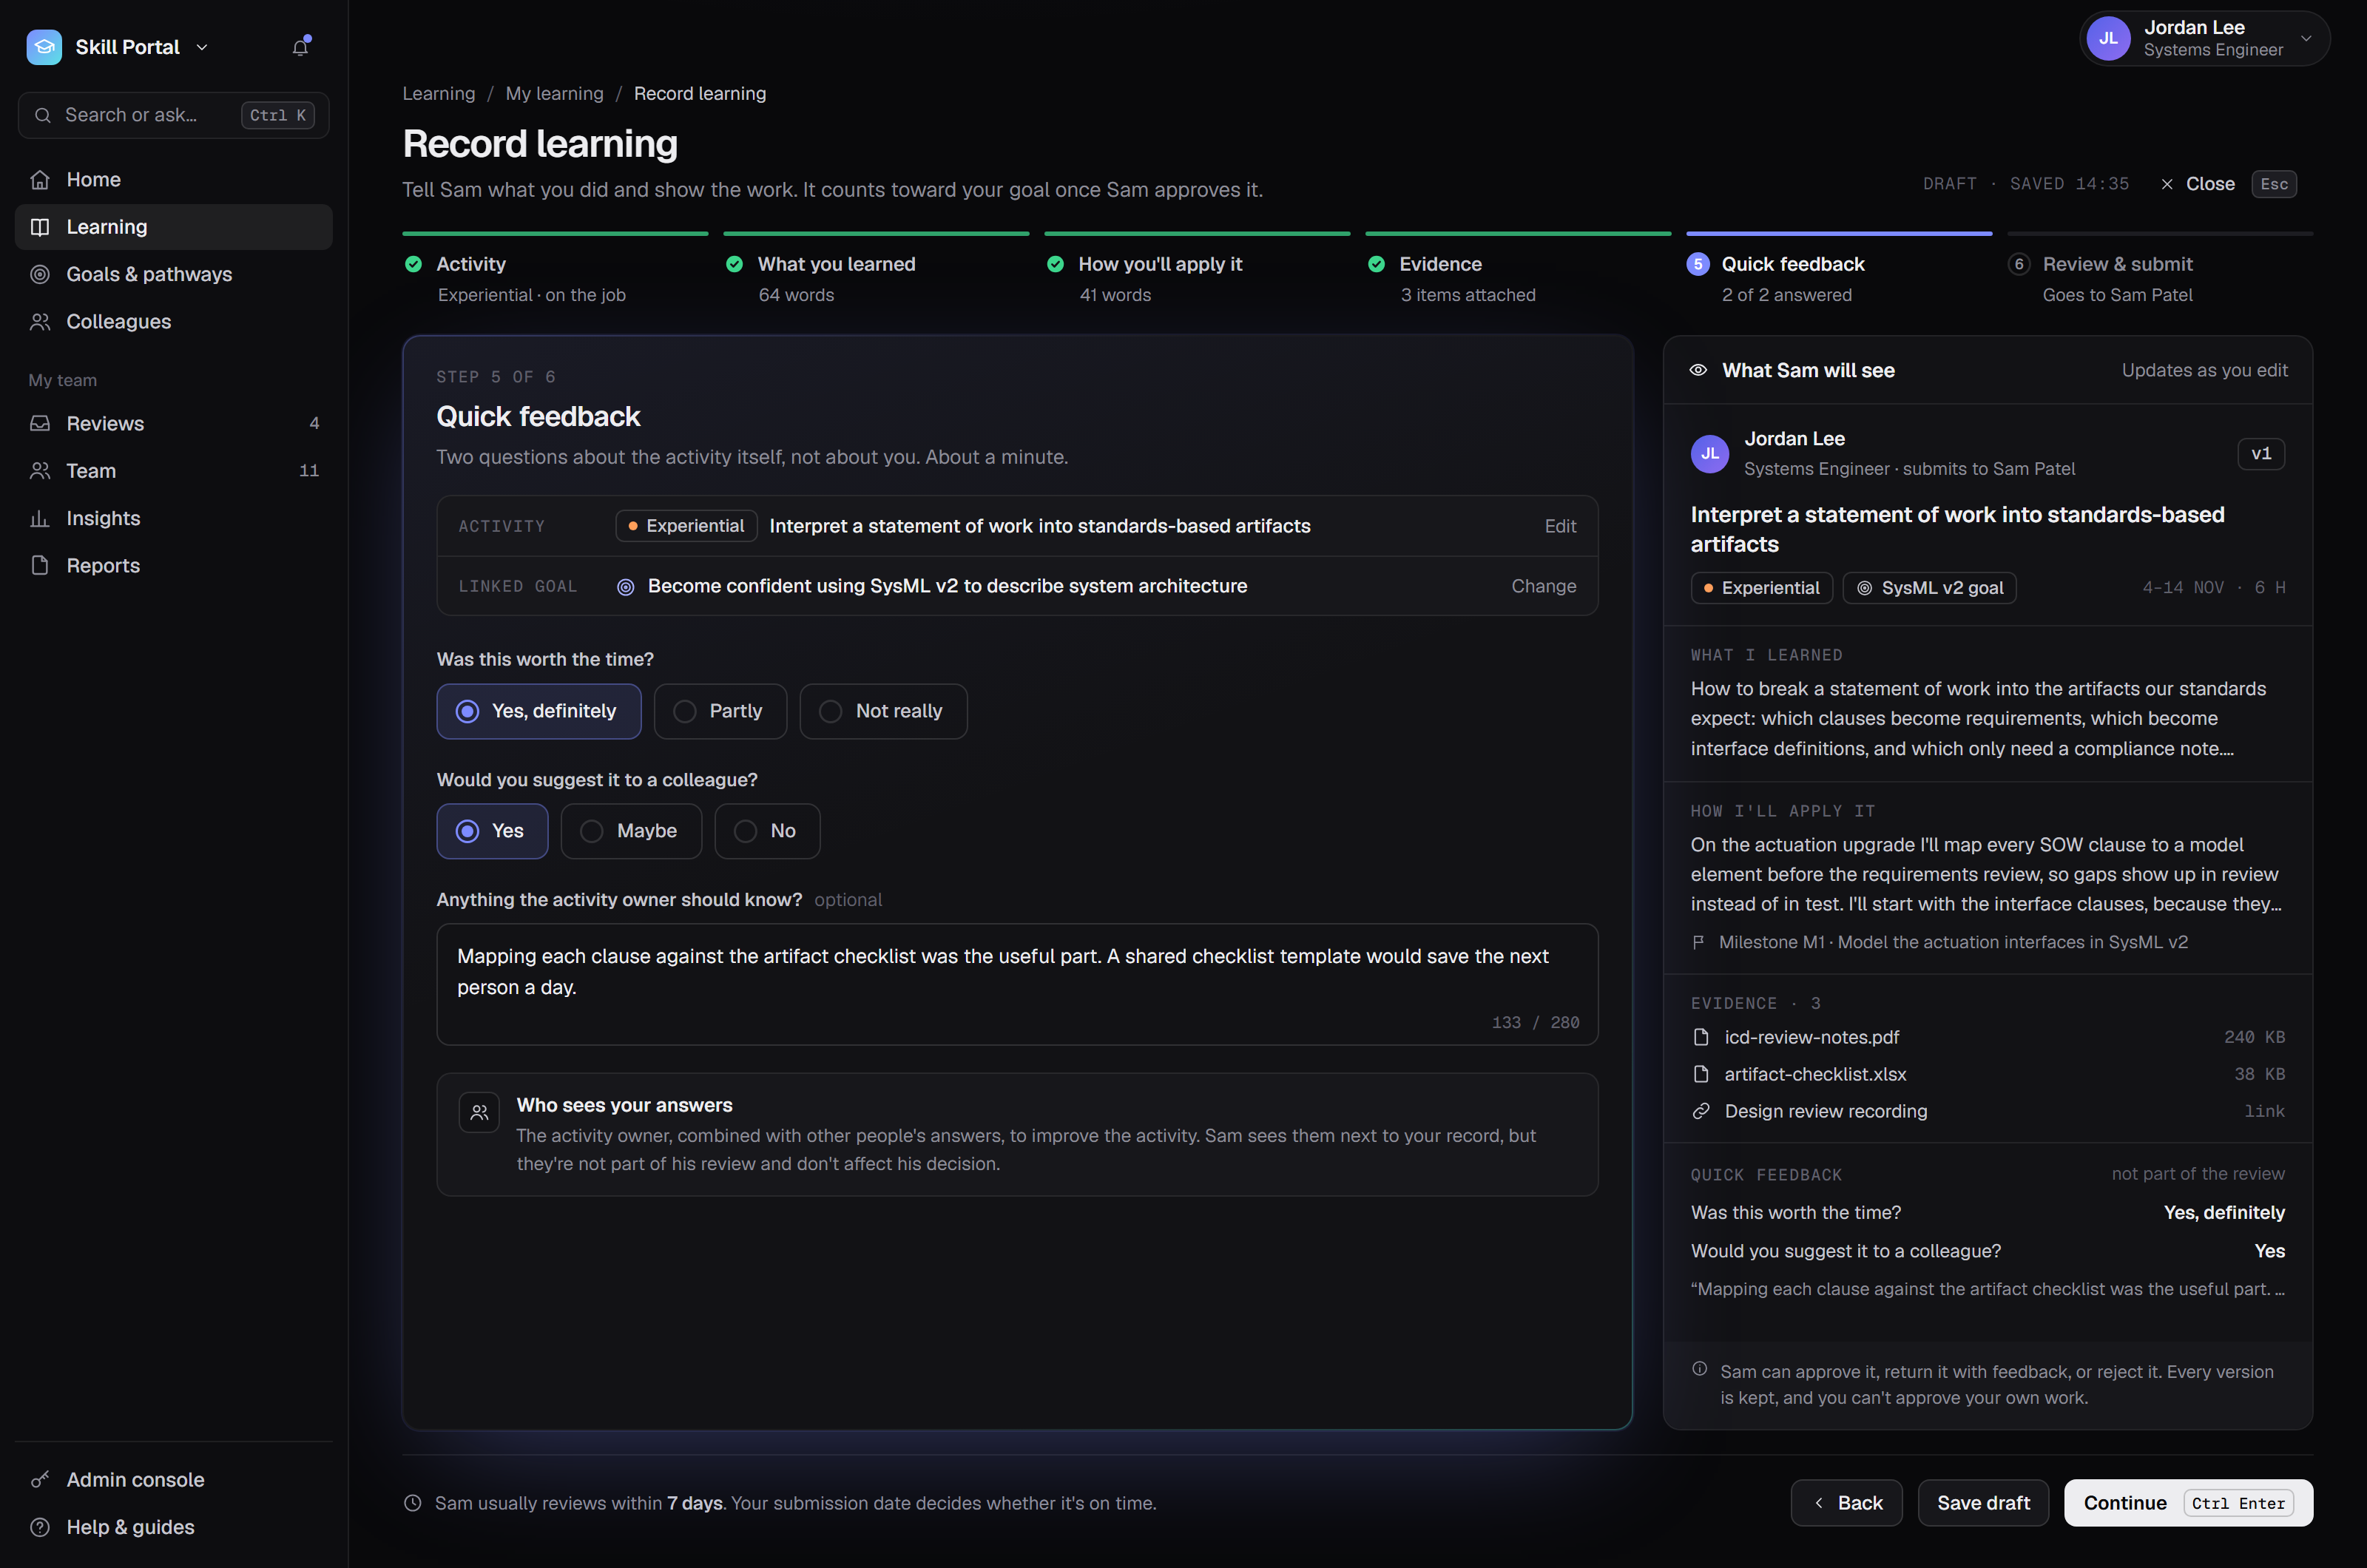 Skill Portal
Search or ask...
Ctrl K
Home
Learning
Goals & pathways
Colleagues
My team
Reviews 4
Team 11
Insights
Reports
Admin console
Help & guides
JL
Jordan Lee
Systems Engineer
Learning / My learning / Record learning
Record learning
Tell Sam what you did and show the work. It counts toward your goal once Sam approves it.
DRAFT · SAVED 14:35
Close Esc
Activity
Experiential · on the job
What you learned
64 words
How you'll apply it
41 words
Evidence
3 items attached
5 Quick feedback
2 of 2 answered
6 Review & submit
Goes to Sam Patel
STEP 5 OF 6
Quick feedback
Two questions about the activity itself, not about you. About a minute.
ACTIVITY Experiential Interpret a statement of work into standards-based artifacts Edit
LINKED GOAL Become confident using SysML v2 to describe system architecture Change
Was this worth the time?
Yes, definitely Partly Not really
Would you suggest it to a colleague?
Yes Maybe No
Anything the activity owner should know? optional
Mapping each clause against the artifact checklist was the useful part. A shared checklist template would save the next
person a day.
133 / 280
Who sees your answers
The activity owner, combined with other people's answers, to improve the activity. Sam sees them next to your record, but
they're not part of his review and don't affect his decision.
What Sam will see Updates as you edit
JL
Jordan Lee
Systems Engineer · submits to Sam Patel
v1
Interpret a statement of work into standards-based
artifacts
Experiential SysML v2 goal 4–14 NOV · 6 H
WHAT I LEARNED
How to break a statement of work into the artifacts our standards
expect: which clauses become requirements, which become
interface definitions, and which only need a compliance note....
HOW I'LL APPLY IT
On the actuation upgrade I'll map every SOW clause to a model
element before the requirements review, so gaps show up in review
instead of in test. I'll start with the interface clauses, because they...
Milestone M1 · Model the actuation interfaces in SysML v2
EVIDENCE · 3
icd-review-notes.pdf 240 KB
artifact-checklist.xlsx 38 KB
Design review recording link
QUICK FEEDBACK not part of the review
Was this worth the time? Yes, definitely
Would you suggest it to a colleague? Yes
“Mapping each clause against the artifact checklist was the useful part. ...
Sam can approve it, return it with feedback, or reject it. Every version
is kept, and you can't approve your own work.
Sam usually reviews within 7 days. Your submission date decides whether it's on time.
Back
Save draft
Continue Ctrl Enter